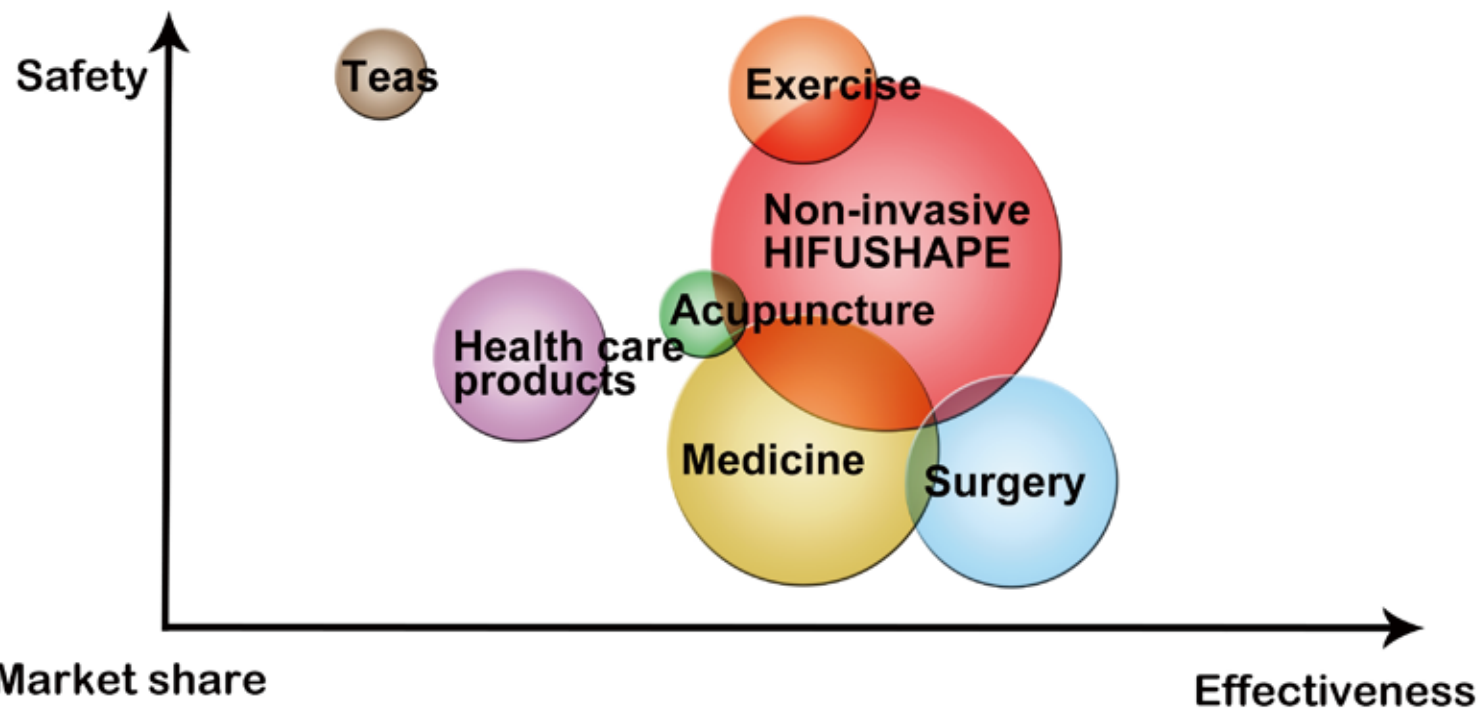 Safety
Teas
Exercise
Non-invasive
HIFUSHAPE
Acupuncture
Health care
products
Medicine
Surgery
Market share
Effectiveness